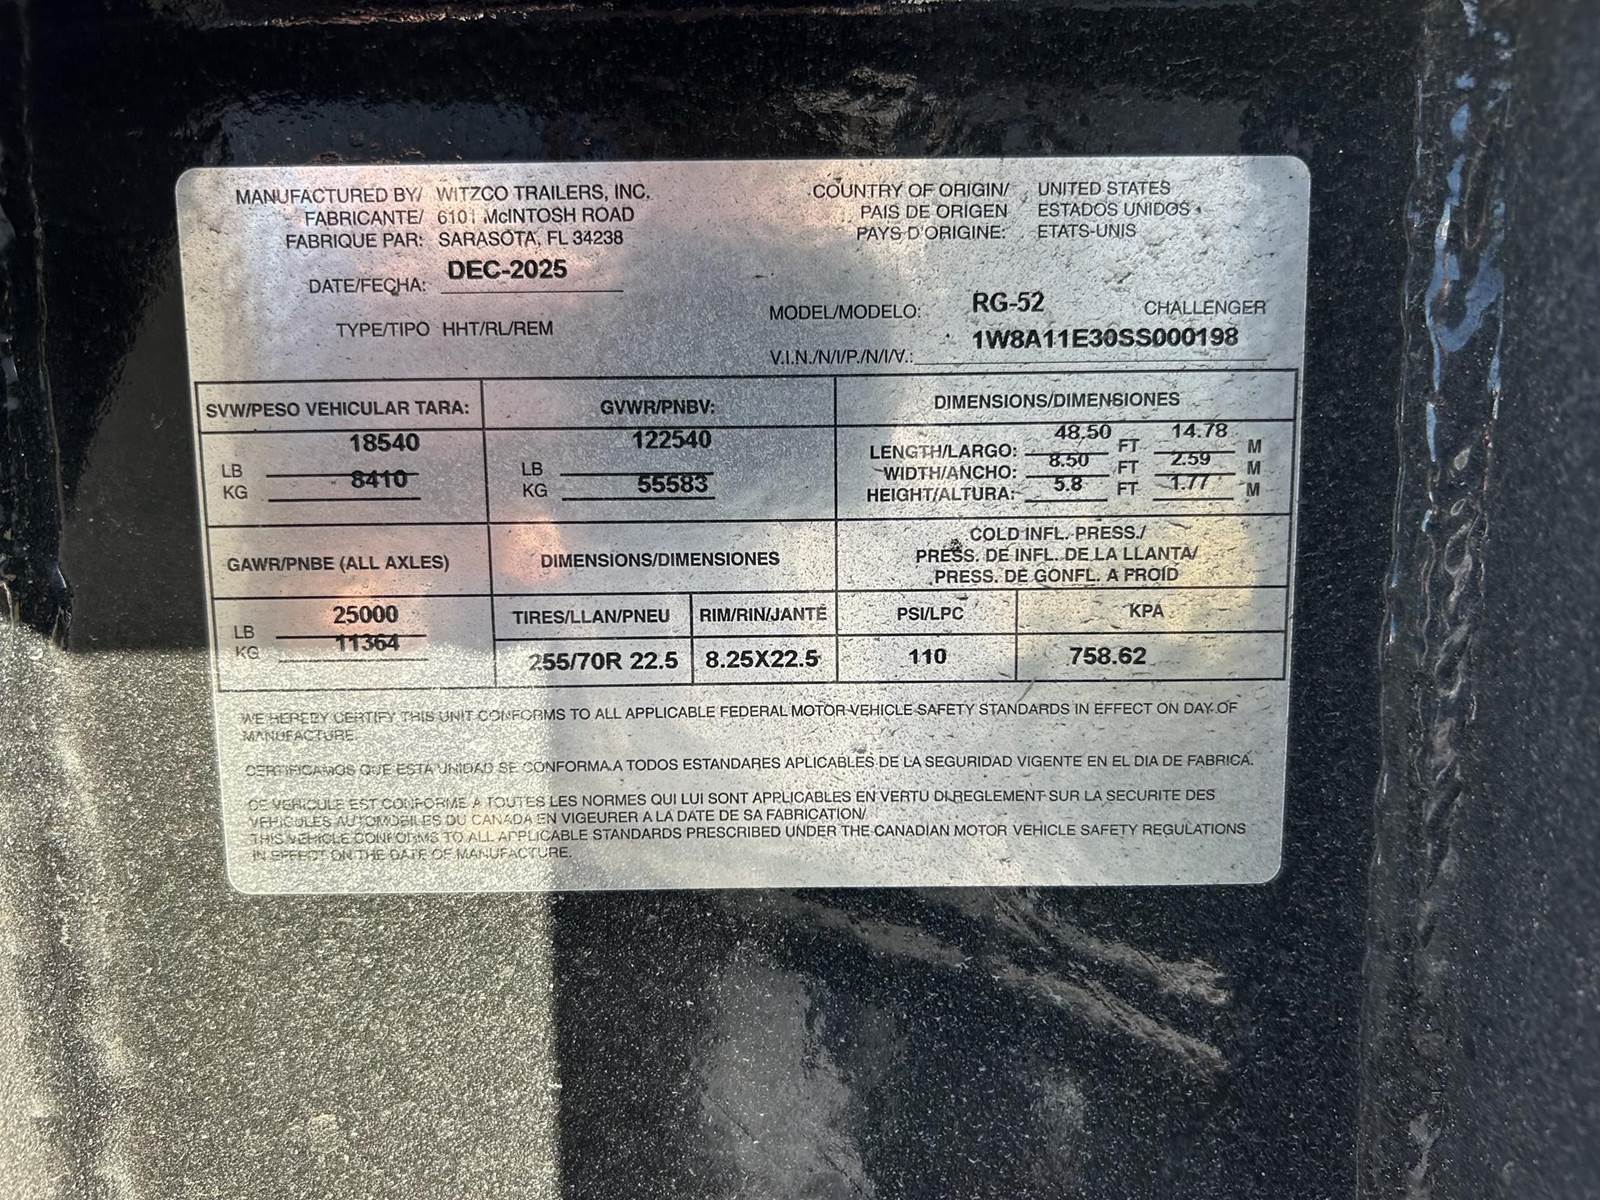 MANUFACTURED BY/ WITZCO TRAILERS, INC.
FABRICANTE/ 6101 McINTOSH ROAD
FABRIQUE PAR: SARASOTA, FL 34238
COUNTRY OF ORIGIN/ UNITED STATES
PAIS DE ORIGEN ESTADOS UNIDOS
PAYS D'ORIGINE: ETATS-UNIS
DATE/FECHA: DEC-2025
TYPE/TIPO HHT/RL/REM
MODEL/MODELO: RG-52 CHALLENGER
V.I.N./N/I/P./N/I/V.: 1W8A11E30SS000198
SVW/PESO VEHICULAR TARA:
LB 18540
KG 8410
GVWR/PNBV:
LB 122540
KG 55583
DIMENSIONS/DIMENSIONES
LENGTH/LARGO: 48.50 FT 14.78 M
WIDTH/ANCHO: 8.50 FT 2.59 M
HEIGHT/ALTURA: 5.8 FT 1.77 M
GAWR/PNBE (ALL AXLES)
LB 25000
KG 11364
DIMENSIONS/DIMENSIONES
TIRES/LLAN/PNEU RIM/RIN/JANTE
255/70R 22.5 8.25X22.5
COLD INFL. PRESS./
PRESS. DE INFL. DE LA LLANTA/
PRESS. DE GONFL. A FROID
PSI/LPC KPA
110 758.62
WE HEREBY CERTIFY THIS UNIT CONFORMS TO ALL APPLICABLE FEDERAL MOTOR VEHICLE SAFETY STANDARDS IN EFFECT ON DAY OF
MANUFACTURE.
CERTIFICAMOS QUE ESTA UNIDAD SE CONFORMA A TODOS ESTANDARES APLICABLES DE LA SEGURIDAD VIGENTE EN EL DIA DE FABRICA.
CE VEHICULE EST CONFORME A TOUTES LES NORMES QUI LUI SONT APPLICABLES EN VERTU DI REGLEMENT SUR LA SECURITE DES
VEHICULES AUTOMOBILES DU CANADA EN VIGEURER A LA DATE DE SA FABRICATION/
THIS VEHICLE CONFORMS TO ALL APPLICABLE STANDARDS PRESCRIBED UNDER THE CANADIAN MOTOR VEHICLE SAFETY REGULATIONS
IN EFFECT ON THE DATE OF MANUFACTURE.